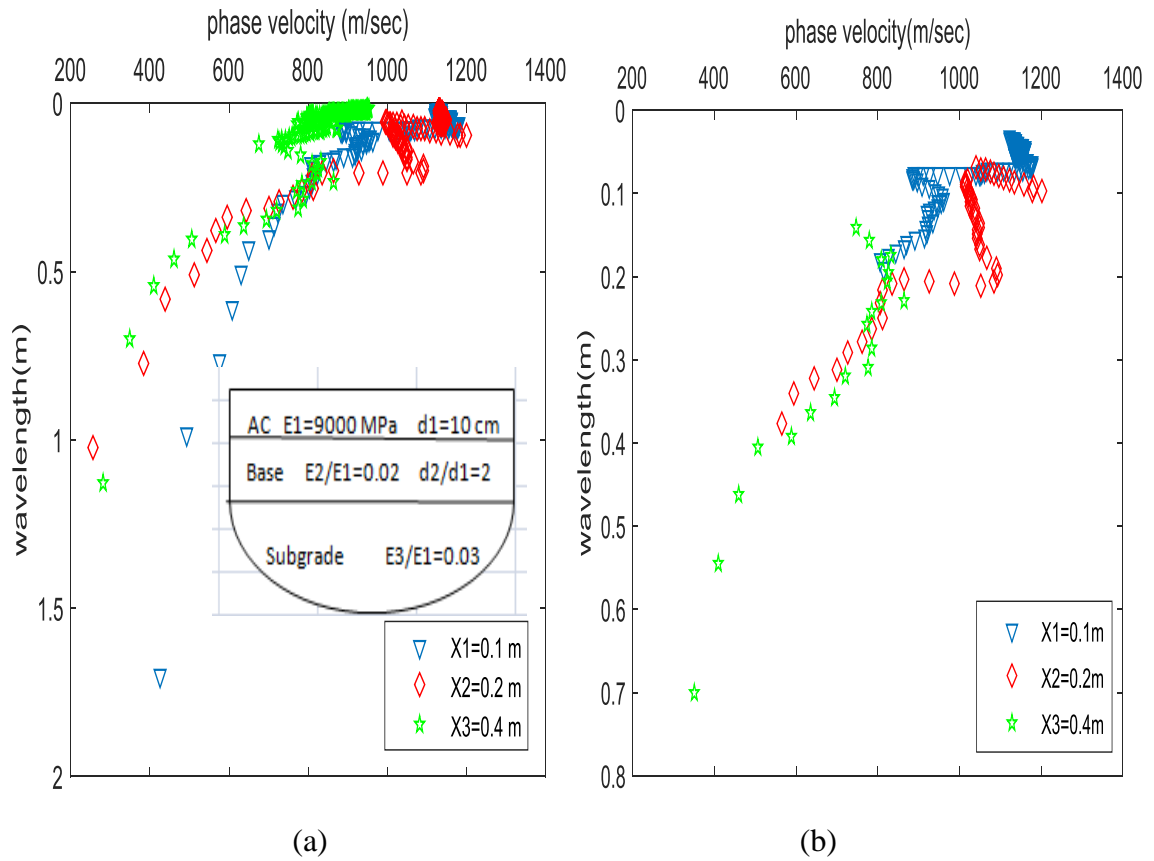 phase velocity (m/sec)
200 400 600 800 1000 1200 1400
0
0.5
1
1.5
2
wavelength(m)
AC E1=9000 MPa d1=10 cm
Base E2/E1=0.02 d2/d1=2
Subgrade E3/E1=0.03
X1=0.1 m
X2=0.2 m
X3=0.4 m
(a)
phase velocity(m/sec)
200 400 600 800 1000 1200 1400
0
0.1
0.2
0.3
0.4
0.5
0.6
0.7
0.8
wavelength(m)
X1=0.1m
X2=0.2m
X3=0.4m
(b)